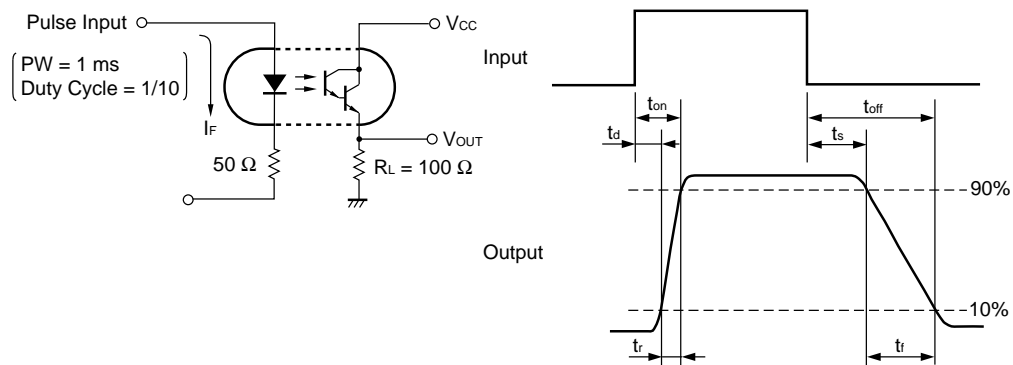 Pulse Input
PW = 1 ms
Duty Cycle = 1/10
IF
50 Ω
VCC
VOUT
RL = 100 Ω
Input
ton
toff
td
ts
90%
Output
10%
tr
tf